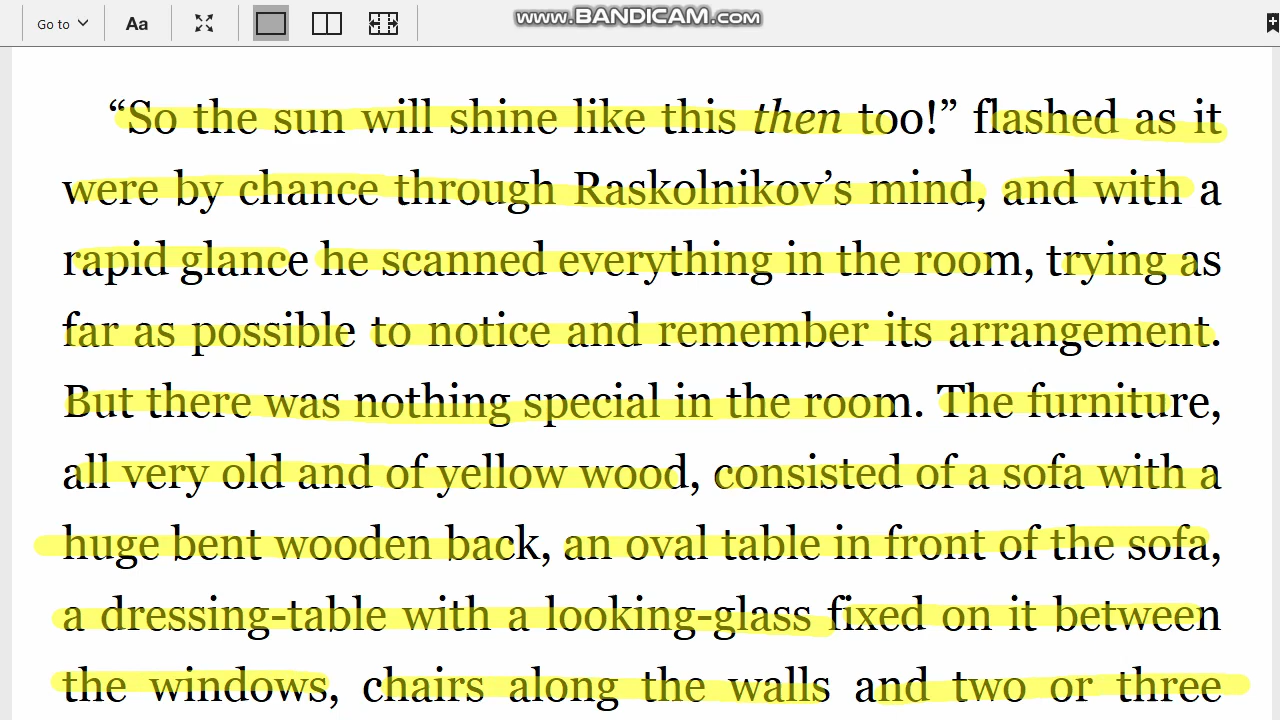 Go to Aa www.BANDICAM.com
“So the sun will shine like this then too!” flashed as it
were by chance through Raskolnikov’s mind, and with a
rapid glance he scanned everything in the room, trying as
far as possible to notice and remember its arrangement.
But there was nothing special in the room. The furniture,
all very old and of yellow wood, consisted of a sofa with a
huge bent wooden back, an oval table in front of the sofa,
a dressing-table with a looking-glass fixed on it between
the windows, chairs along the walls and two or three